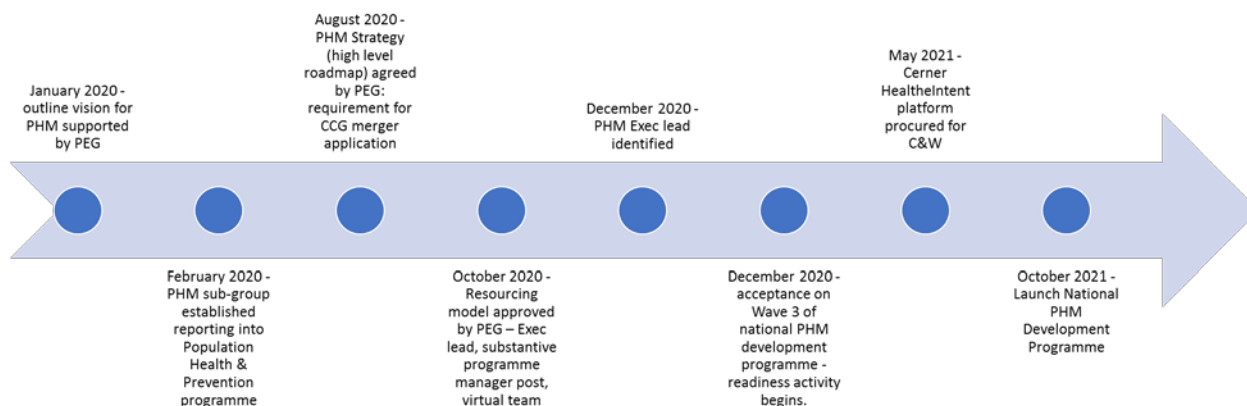 January 2020 -
outline vision for
PHM supported
by PEG
February 2020 -
PHM sub-group
established
reporting into
Population
Health &
Prevention
programme
August 2020 -
PHM Strategy
(high level
roadmap) agreed
by PEG:
requirement for
CCG merger
application
October 2020 -
Resourcing
model approved
by PEG – Exec
lead, substantive
programme
manager post,
virtual team
December 2020 -
PHM Exec lead
identified
December 2020 -
acceptance on
Wave 3 of
national PHM
development
programme -
readiness activity
begins.
May 2021 -
Cerner
HealtheIntent
platform
procured for
C&W
October 2021 -
Launch National
PHM
Development
Programme